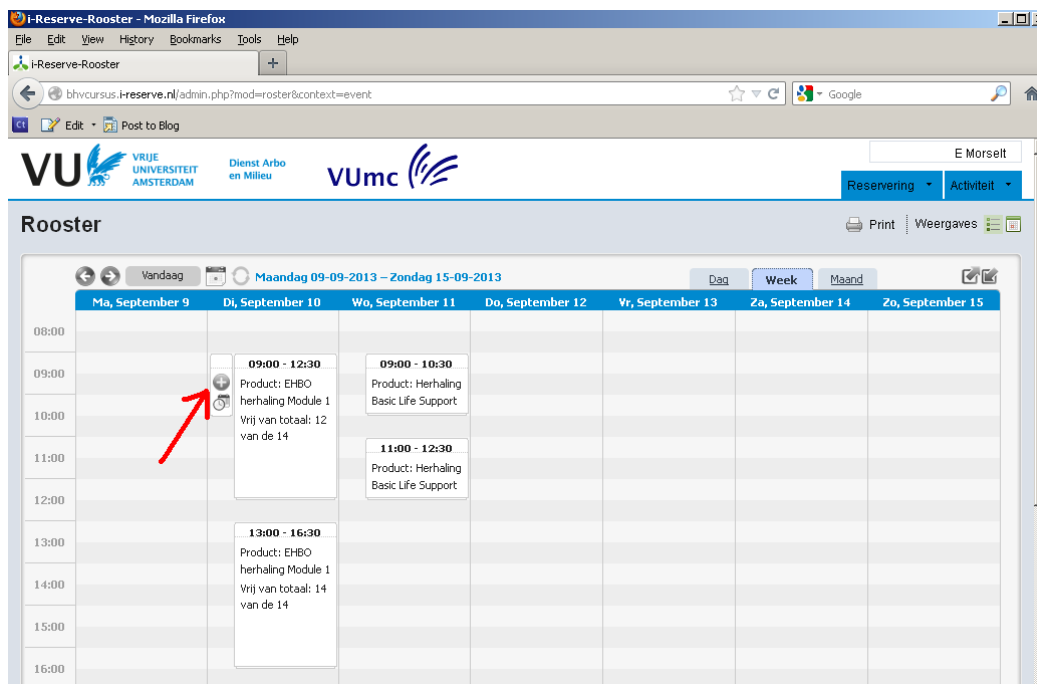 i-Reserve-Rooster - Mozilla Firefox
File Edit View History Bookmarks Tools Help
i-Reserve-Rooster
bhvcursus.i-reserve.nl/admin.php?mod=roster&context=event
Google
Ct Edit Post to Blog
VU VRIJE UNIVERSITEIT AMSTERDAM
Dienst Arbo en Milieu
VUmc
E Morselt
Reservering Activiteit
Rooster
Print Weergaves
Vandaag Maandag 09-09-2013 – Zondag 15-09-2013 Dag Week Maand
Ma, September 9 Di, September 10 Wo, September 11 Do, September 12 Vr, September 13 Za, September 14 Zo, September 15
08:00
09:00
10:00
11:00
12:00
13:00
14:00
15:00
16:00
09:00 - 12:30
Product: EHBO
herhaling Module 1
Vrij van totaal: 12
van de 14
13:00 - 16:30
Product: EHBO
herhaling Module 1
Vrij van totaal: 14
van de 14
09:00 - 10:30
Product: Herhaling
Basic Life Support
11:00 - 12:30
Product: Herhaling
Basic Life Support